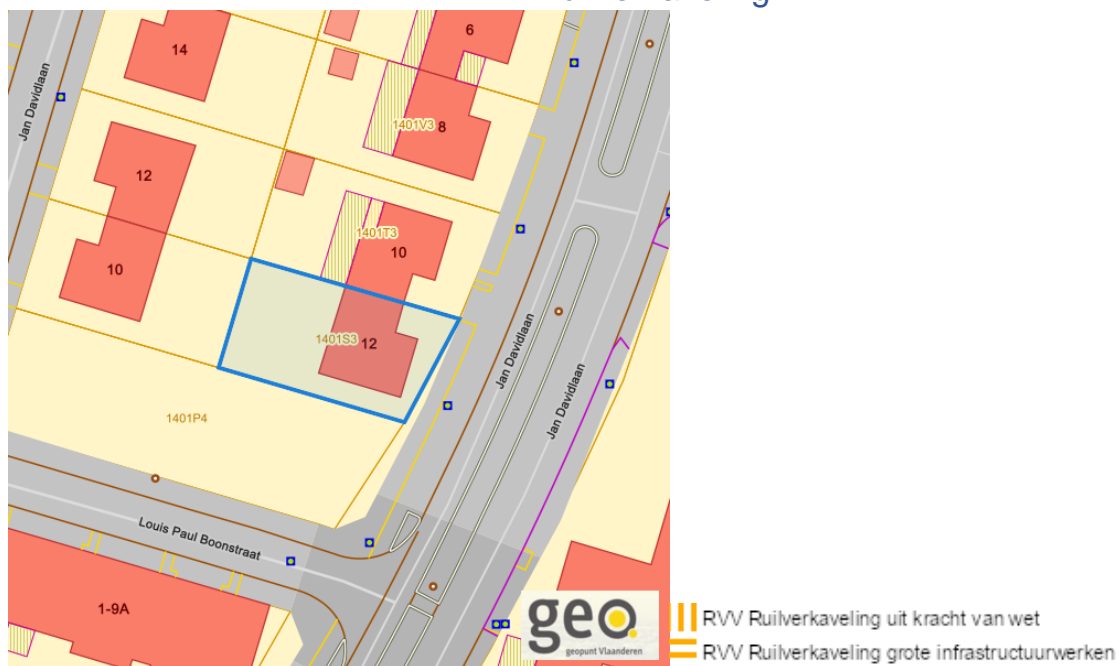 14
6
Jan Davidlaan
1401V3
8
12
1401T3
10
10
1401S3
12
Jan Davidlaan
Jan Davidlaan
1401P4
Louis Paul Boonstraat
1-9A
geo.
geopunt Vlaanderen
RVV Ruilverkaveling uit kracht van wet
RVV Ruilverkaveling grote infrastructuurwerken